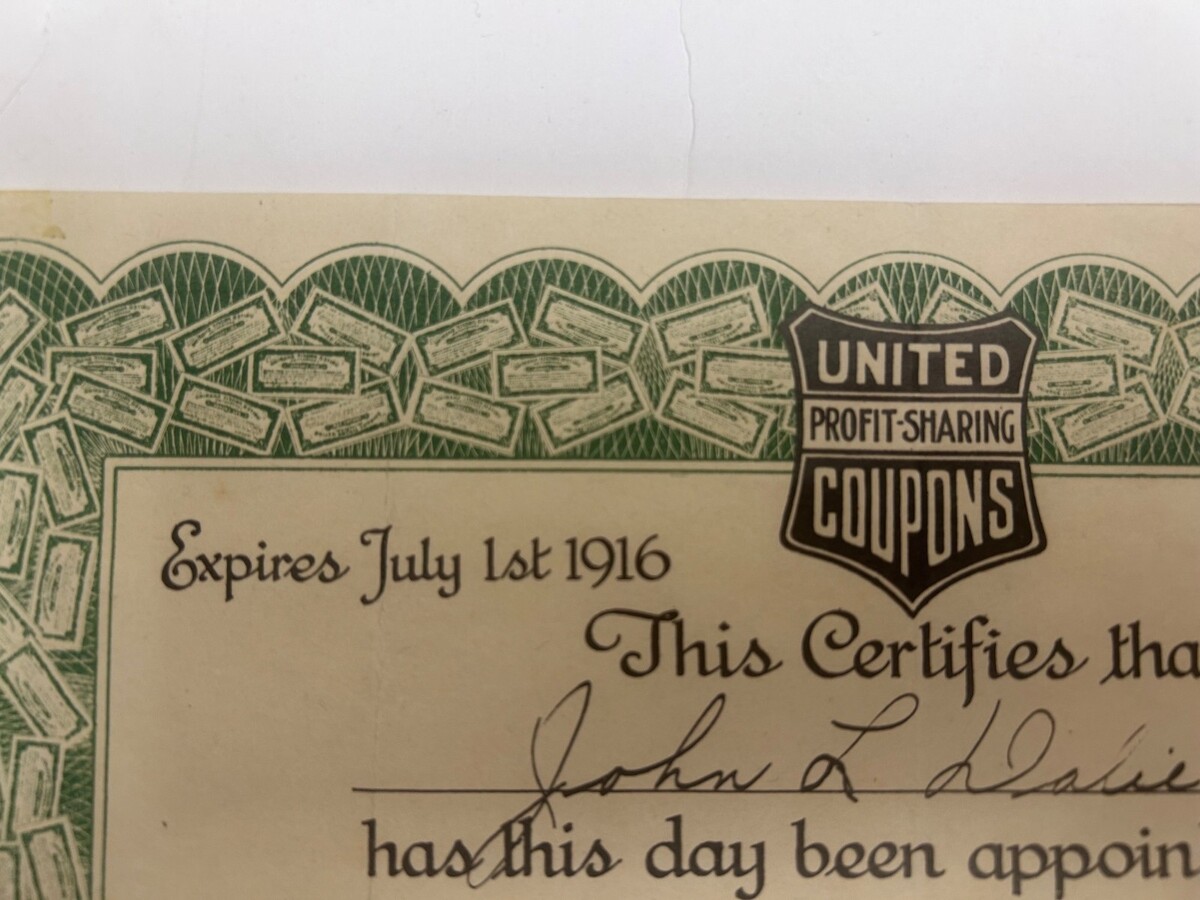 UNITED
PROFIT-SHARING
COUPONS
Expires July 1st 1916
This Certifies tha
John L
has this day been appoin